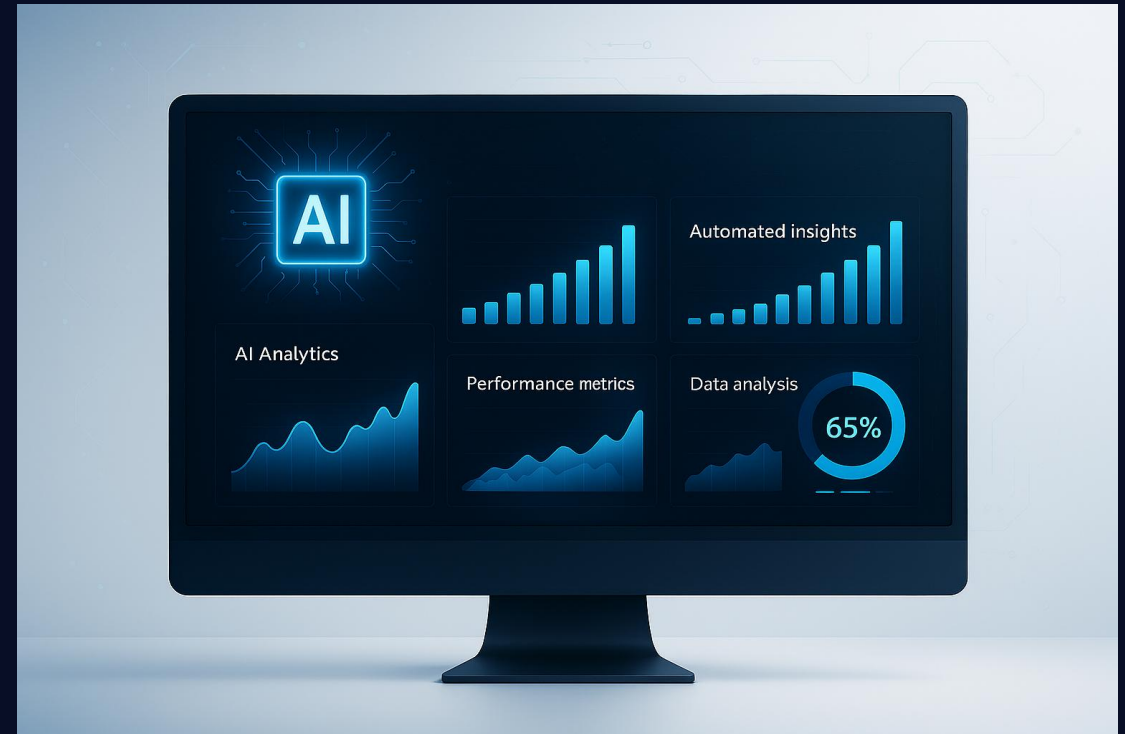 AI
Automated insights
AI Analytics
Performance metrics
Data analysis
65%